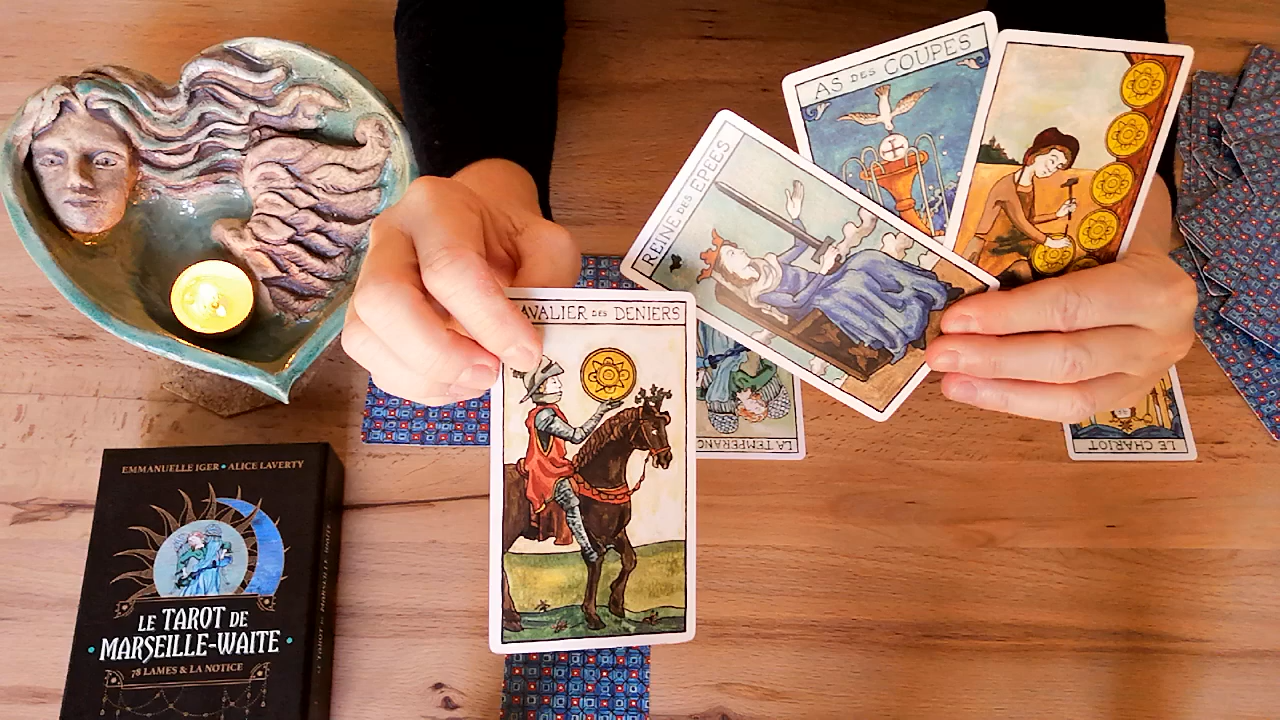 AS DES COUPES
REINE DES EPEES
AVALIER DES DENIERS
LA TEMPERANC
LE CHARIOT
EMMANUELLE IGER • ALICE LAVERTY
LE TAROT DE
MARSEILLE-WAITE
78 LAMES & LA NOTICE